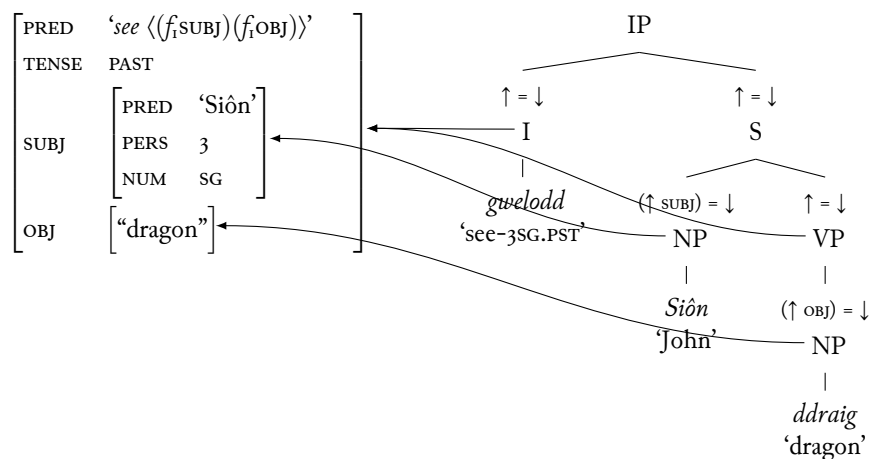 PRED ‘see ⟨(f₁SUBJ)(f₁OBJ)⟩’
TENSE PAST
SUBJ
PRED ‘Siôn’
PERS 3
NUM SG
OBJ [“dragon”]
IP
↑ = ↓ ↑ = ↓
I S
gwelodd (↑ SUBJ) = ↓ ↑ = ↓
‘see-3SG.PST’ NP VP
Siôn (↑ OBJ) = ↓
‘John’ NP
ddraig
‘dragon’